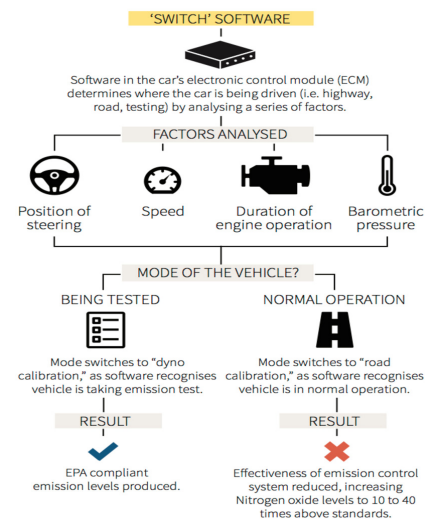 ‘SWITCH’ SOFTWARE
Software in the car’s electronic control module (ECM)
determines where the car is being driven (i.e. highway,
road, testing) by analysing a series of factors.
FACTORS ANALYSED
Position of
steering
Speed
Duration of
engine operation
Barometric
pressure
MODE OF THE VEHICLE?
BEING TESTED
Mode switches to “dyno
calibration,” as software recognises
vehicle is taking emission test.
RESULT
EPA compliant
emission levels produced.
NORMAL OPERATION
Mode switches to “road
calibration,” as software recognises
vehicle is in normal operation.
RESULT
Effectiveness of emission control
system reduced, increasing
Nitrogen oxide levels to 10 to 40
times above standards.